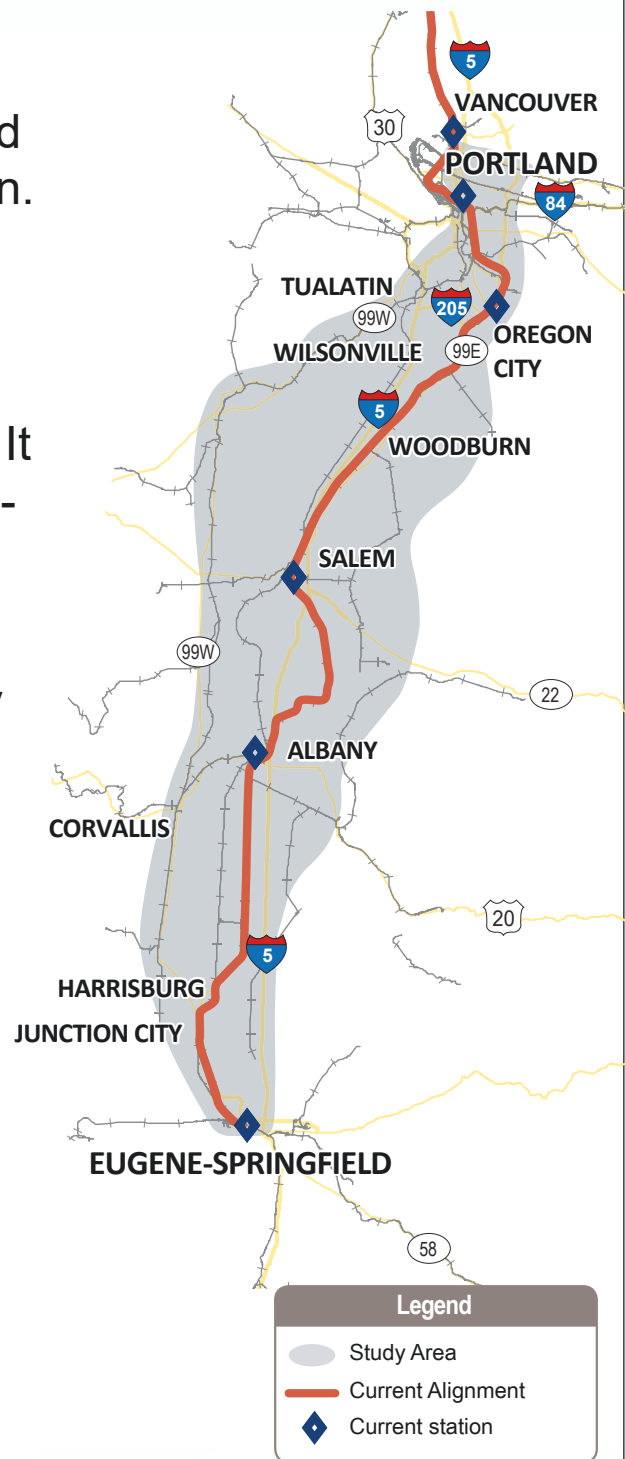 d
n.
It
-
5
VANCOUVER
30
PORTLAND
84
TUALATIN
99W
205
OREGON
CITY
WILSONVILLE
99E
5
WOODBURN
SALEM
99W
22
ALBANY
CORVALLIS
20
5
HARRISBURG
JUNCTION CITY
EUGENE-SPRINGFIELD
58
Legend
Study Area
Current Alignment
Current station